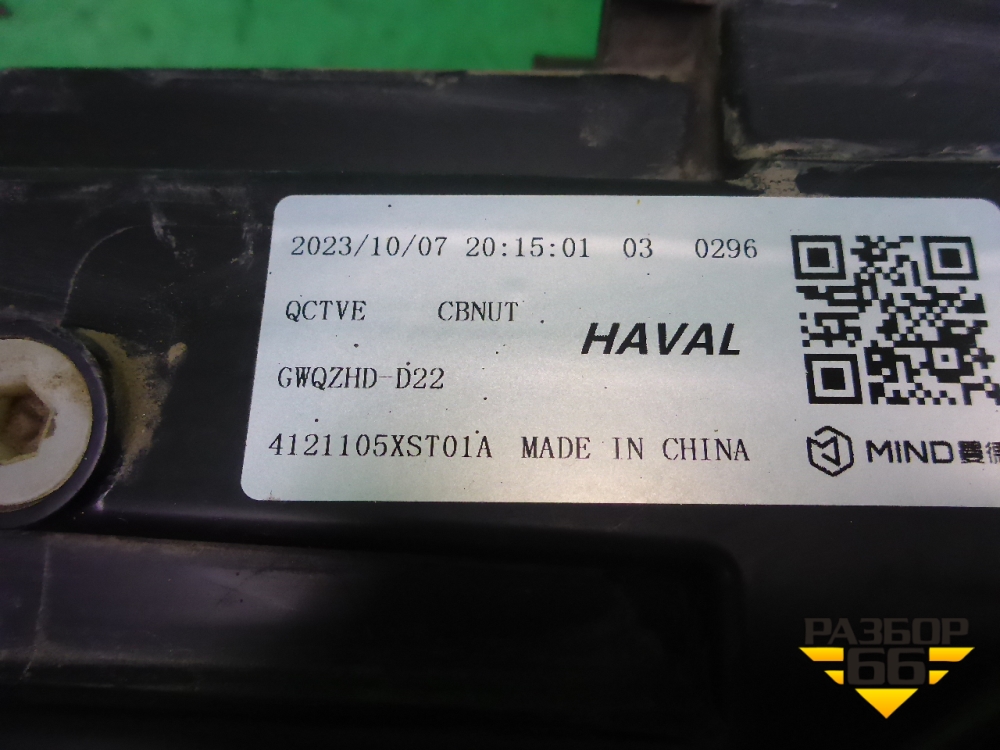 2023/10/07 20:15:01 03 0296
QCTVE CBNUT
HAVAL
GWQZHD-D22
4121105XST01A MADE IN CHINA
MIND
РАЗБОР
66